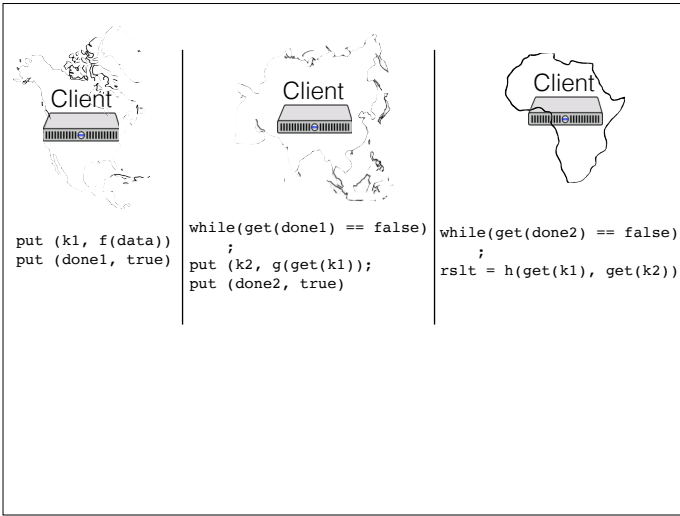 Client
put (k1, f(data))
put (done1, true)
Client
while(get(done1) == false)
;
put (k2, g(get(k1));
put (done2, true)
Client
while(get(done2) == false)
;
rslt = h(get(k1), get(k2))